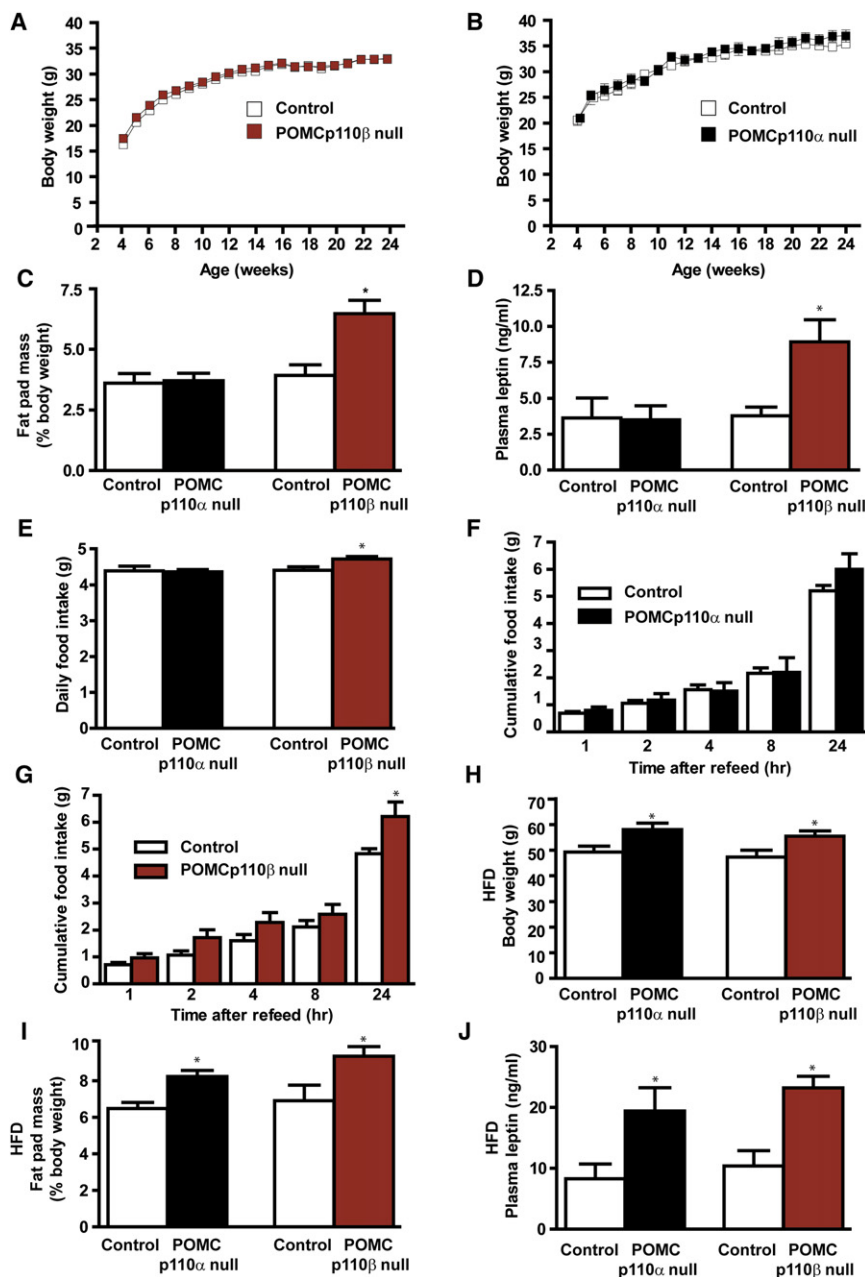 A
40
35
30
25
20
15
10
5
0
Body weight (g)
Control
POMCp110β null
2 4 6 8 10 12 14 16 18 20 22 24
Age (weeks)
B
40
35
30
25
20
15
10
5
0
Body weight (g)
Control
POMCp110α null
2 4 6 8 10 12 14 16 18 20 22 24
Age (weeks)
C
7.5
5.0
2.5
0.0
Fat pad mass
(% body weight)
*
Control POMC Control POMC
p110α null p110β null
D
12.5
10.0
7.5
5.0
2.5
0.0
Plasma leptin (ng/ml)
*
Control POMC Control POMC
p110α null p110β null
E
5
4
3
2
1
0
Daily food intake (g)
*
Control POMC Control POMC
p110α null p110β null
F
7
6
5
4
3
2
1
0
Cumulative food intake (g)
Control
POMCp110α null
1 2 4 8 24
Time after refeed (hr)
G
7
6
5
4
3
2
1
0
Cumulative food intake (g)
Control
POMCp110β null
*
1 2 4 8 24
Time after refeed (hr)
H
70
60
50
40
30
20
10
0
HFD
Body weight (g)
* *
Control POMC Control POMC
p110α null p110β null
I
10
8
6
4
2
0
HFD
Fat pad mass
(% body weight)
* *
Control POMC Control POMC
p110α null p110β null
J
30
20
10
0
HFD
Plasma leptin (ng/ml)
* *
Control POMC Control POMC
p110α null p110β null